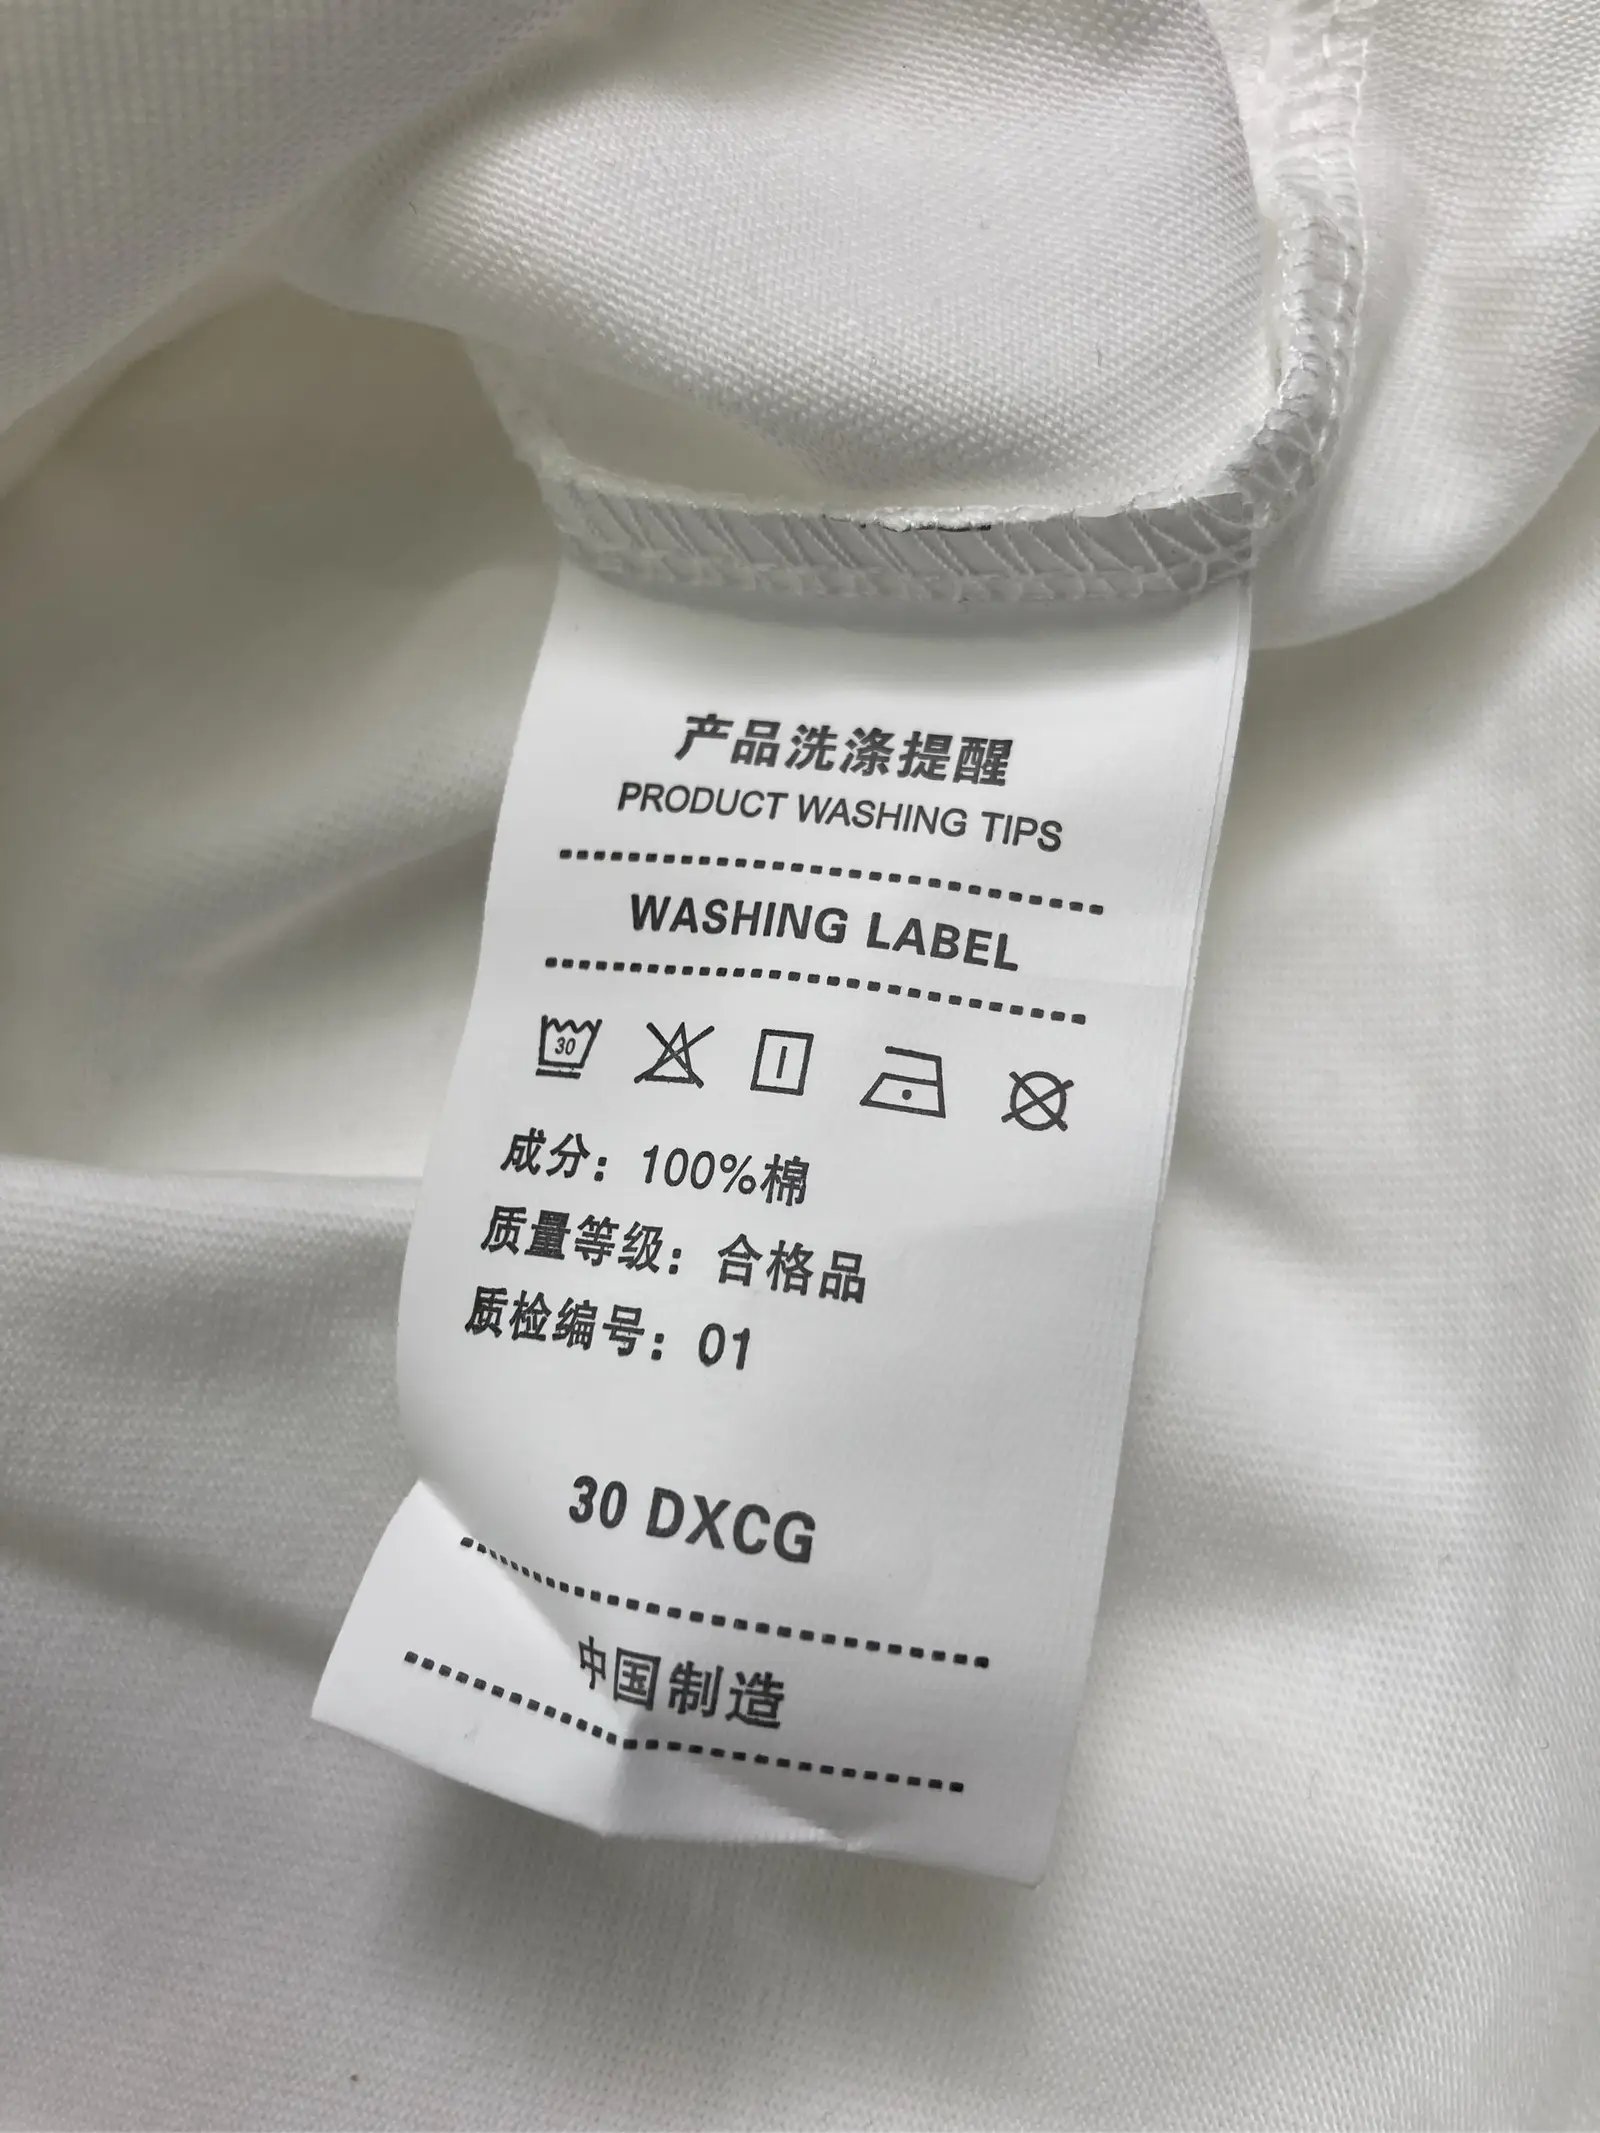 产品洗涤提醒
PRODUCT WASHING TIPS
WASHING LABEL
30
成分：100%棉
质量等级：合格品
质检编号：01
30 DXCG
中国制造